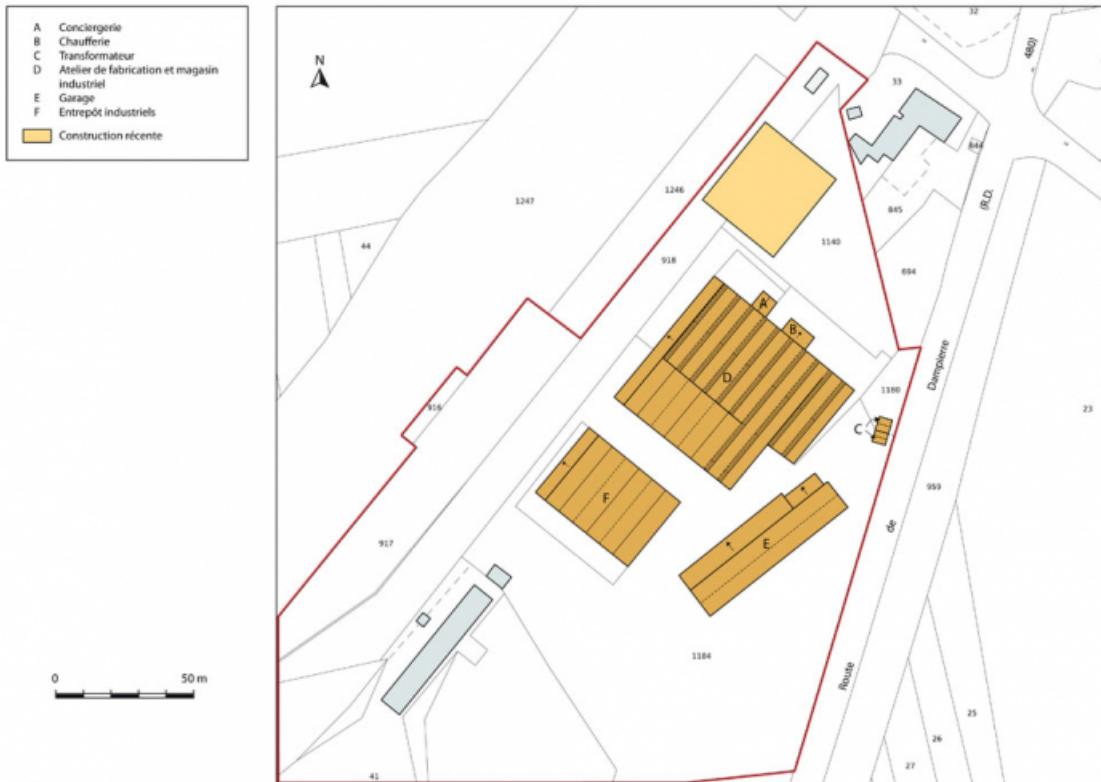 A Conciergerie
B Chaufferie
C Transformateur
D Atelier de fabrication et magasin
industriel
E Garage
F Entrepôt industriels
Construction récente
N
0 50 m
32
480)
33
844
1247
1246
845
(R.D.
44
1140
918
694
A
B
D
Dampierre
1180
23
916
C
959
F
de
E
917
1184
Route
25
26
27
41